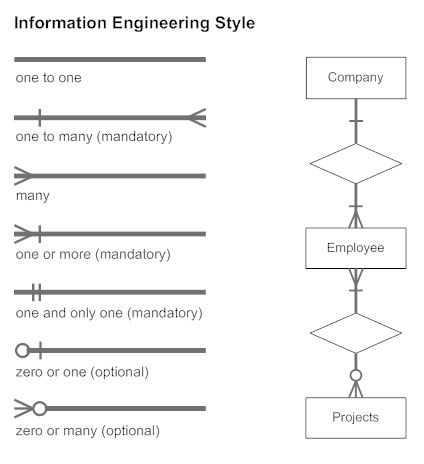 Information Engineering Style
one to one
one to many (mandatory)
many
one or more (mandatory)
one and only one (mandatory)
zero or one (optional)
zero or many (optional)
Company
Employee
Projects